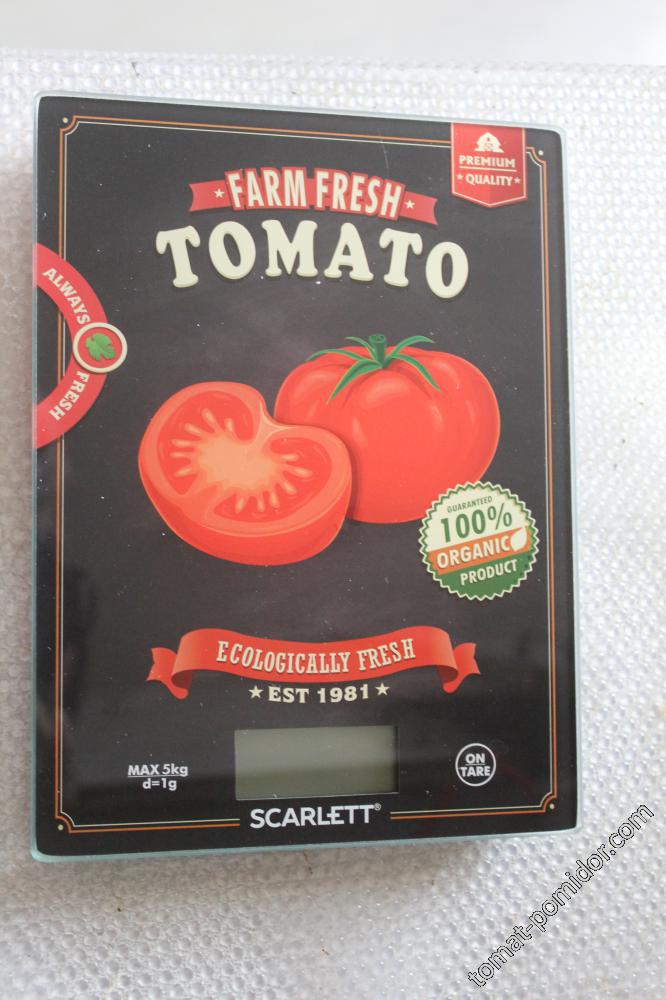 PREMIUM
QUALITY
FARM FRESH
TOMATO
ALWAYS FRESH
GUARANTEED
100%
ORGANIC
PRODUCT
ECOLOGICALLY FRESH
EST 1981
MAX 5kg
d=1g
ON
TARE
SCARLETT®
tomat-pomidor.com